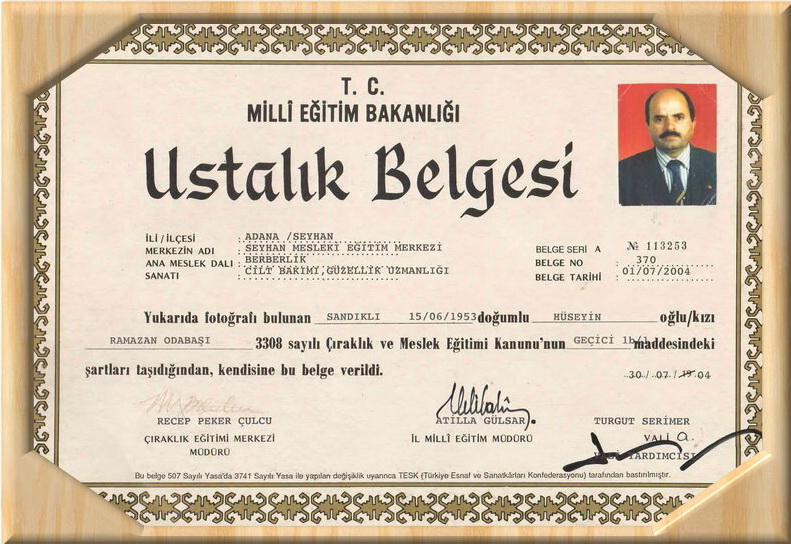 T. C.
MİLLÎ EĞİTİM BAKANLIĞI
Ustalık Belgesi
İLİ / İLÇESİ : ADANA /SEYHAN
MERKEZİN ADI : SEYHAN MESLEKİ EĞİTİM MERKEZİ
ANA MESLEK DALI : BERBERLİK
SANATI : CİLT BAKIMI,GÜZELLİK UZMANLIĞI
BELGE SERİ A № 113253
BELGE NO : 370
BELGE TARİHİ : 01/07/2004
Yukarıda fotoğrafı bulunan SANDIKLI 15/06/1953 doğumlu HÜSEYİN oğlu/kızı
RAMAZAN ODABAŞI 3308 sayılı Çıraklık ve Meslek Eğitimi Kanunu'nun GEÇİCİ maddesindeki
şartları taşıdığından, kendisine bu belge verildi.
30/07/1904
RECEP PEKER ÇULCU
ÇIRAKLIK EĞİTİMİ MERKEZİ
MÜDÜRÜ
ATİLLA GÜLSAR
İL MİLLÎ EĞİTİM MÜDÜRÜ
TURGUT SERİMER
VALİ a.
VALİ YARDIMCISI
Bu belge 507 Sayılı Yasa'da 3741 Sayılı Yasa ile yapılan değişiklik uyarınca TESK (Türkiye Esnaf ve Sanatkârları Konfederasyonu) tarafından bastırılmıştır.